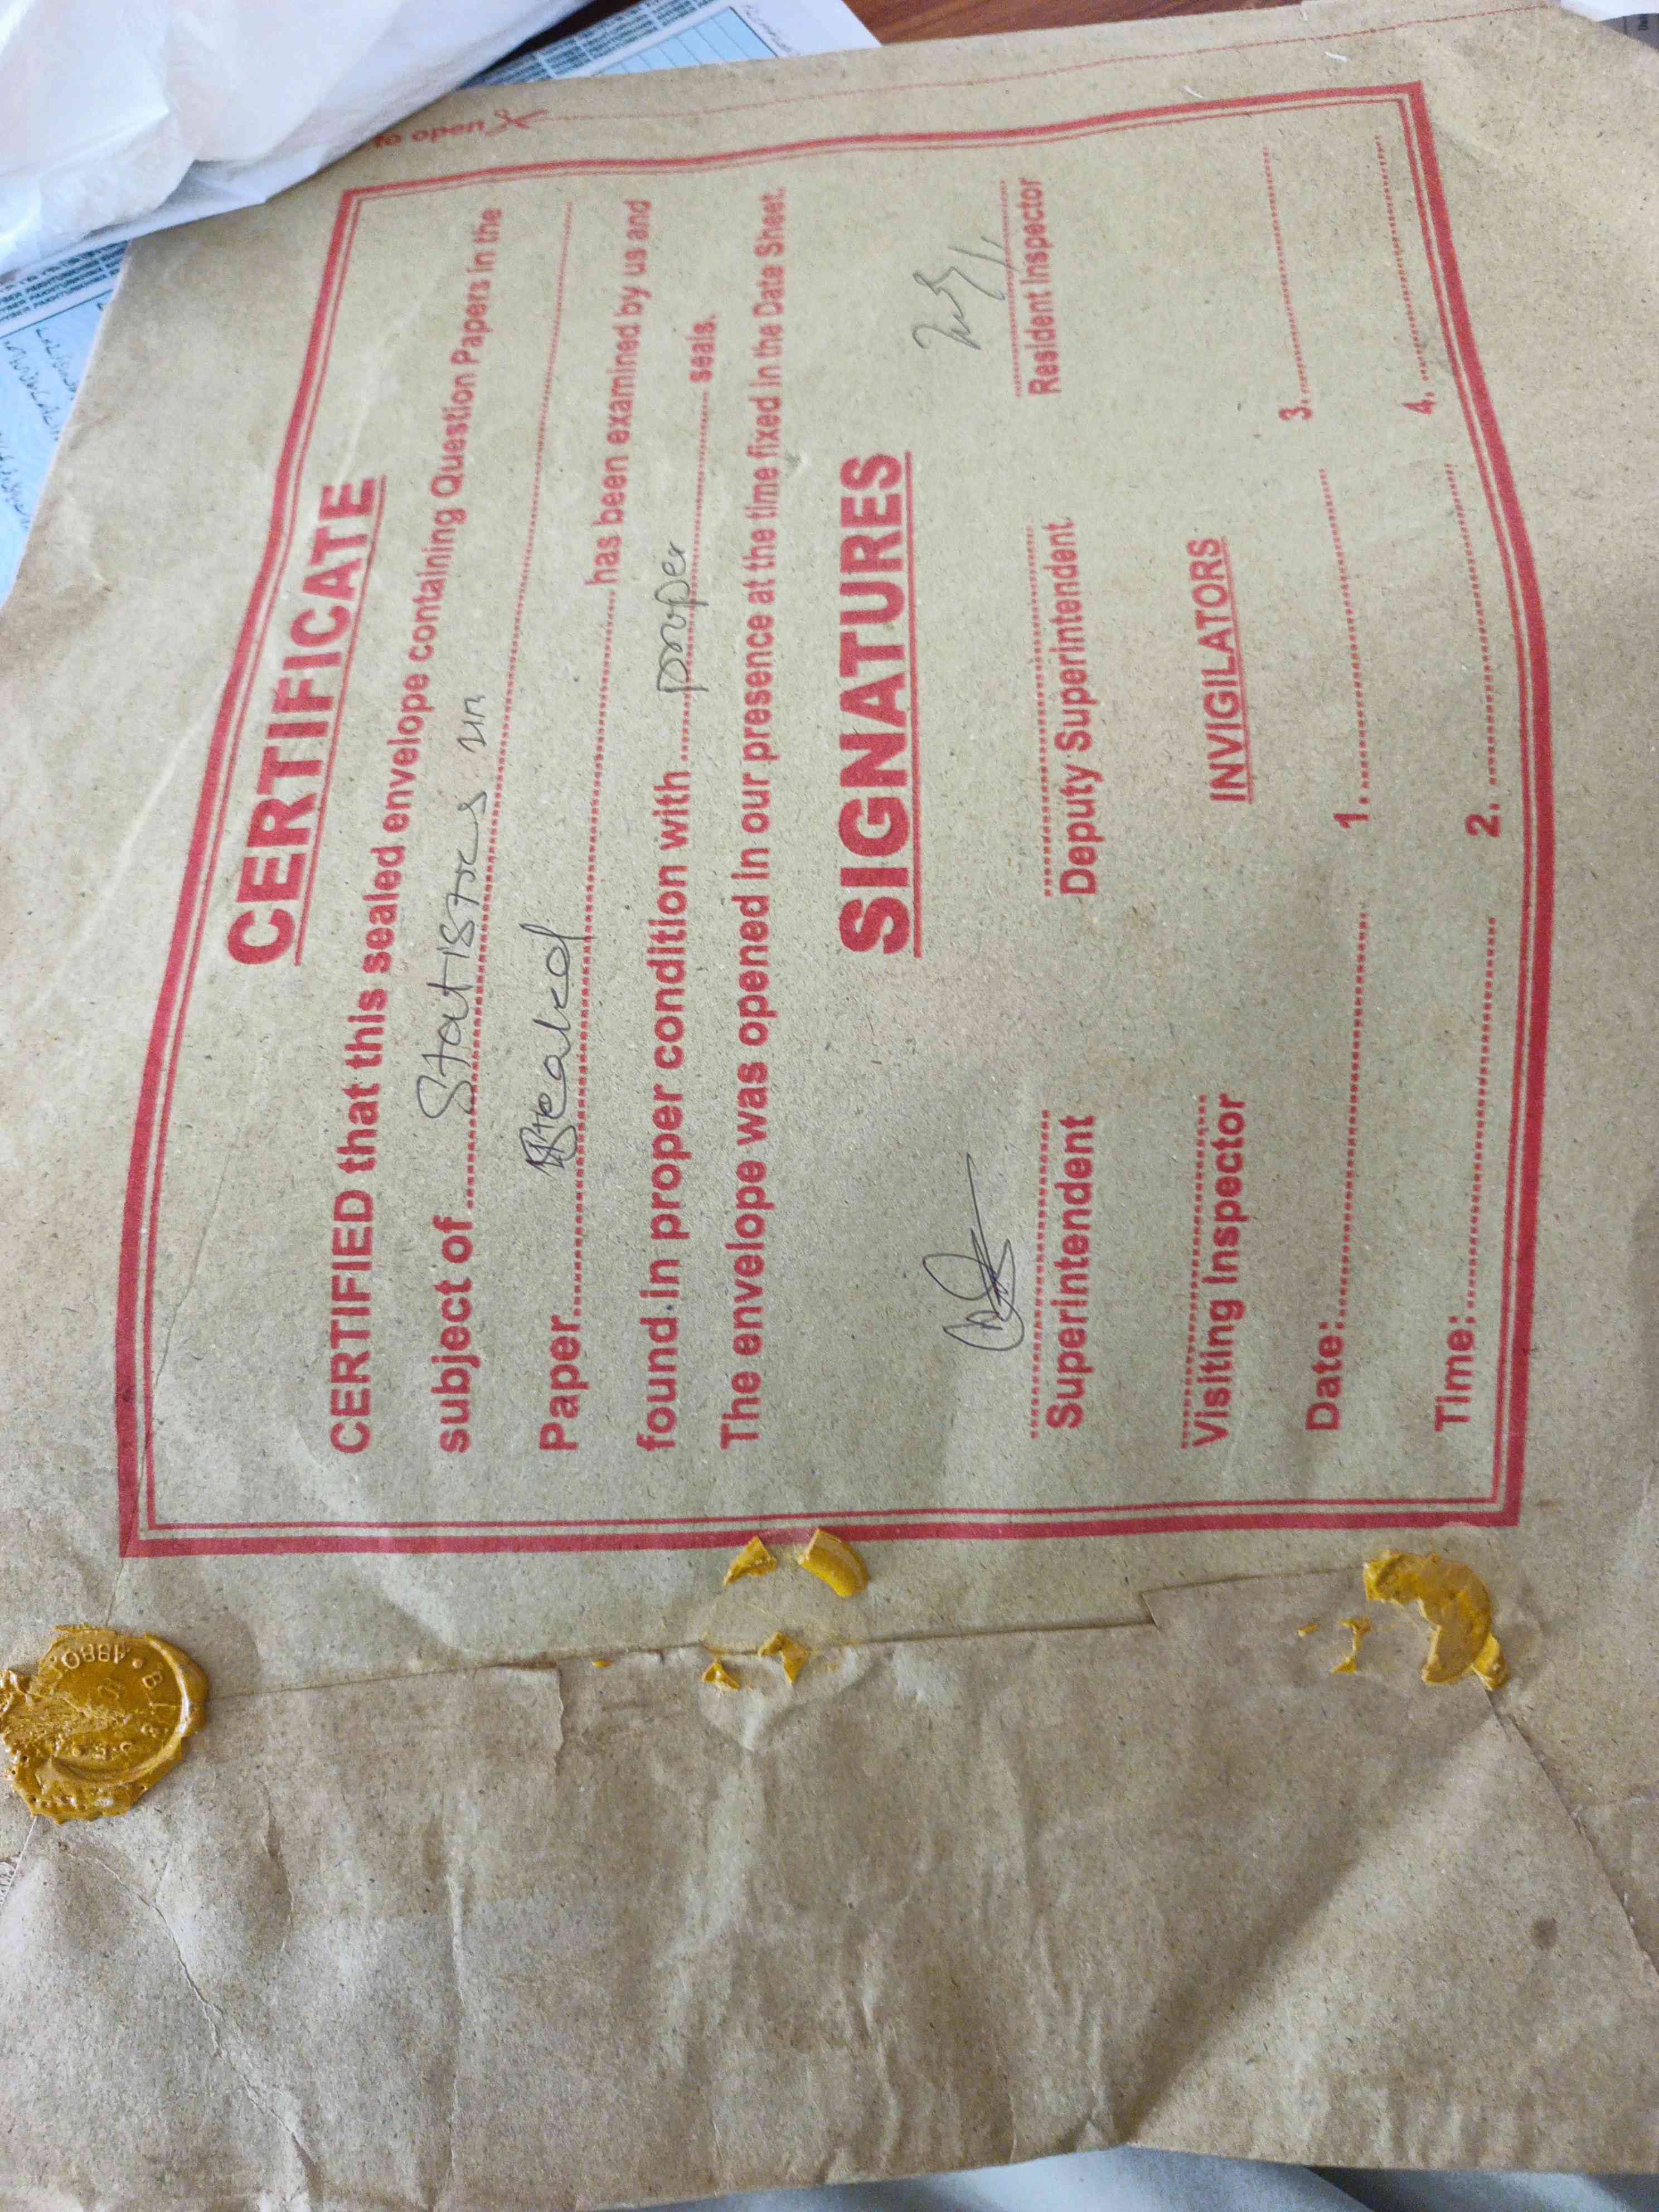 to open
CERTIFICATE
CERTIFIED that this sealed envelope containing Question Papers in the
subject of Statistics in
Paper has been examined by us and
found in proper condition with proper seals.
The envelope was opened in our presence at the time fixed in the Date Sheet.
SIGNATURES
Superintendent Deputy Superintendent Resident Inspector
Visiting Inspector INVIGILATORS
Date: 1. 3.
Time: 2. 4.